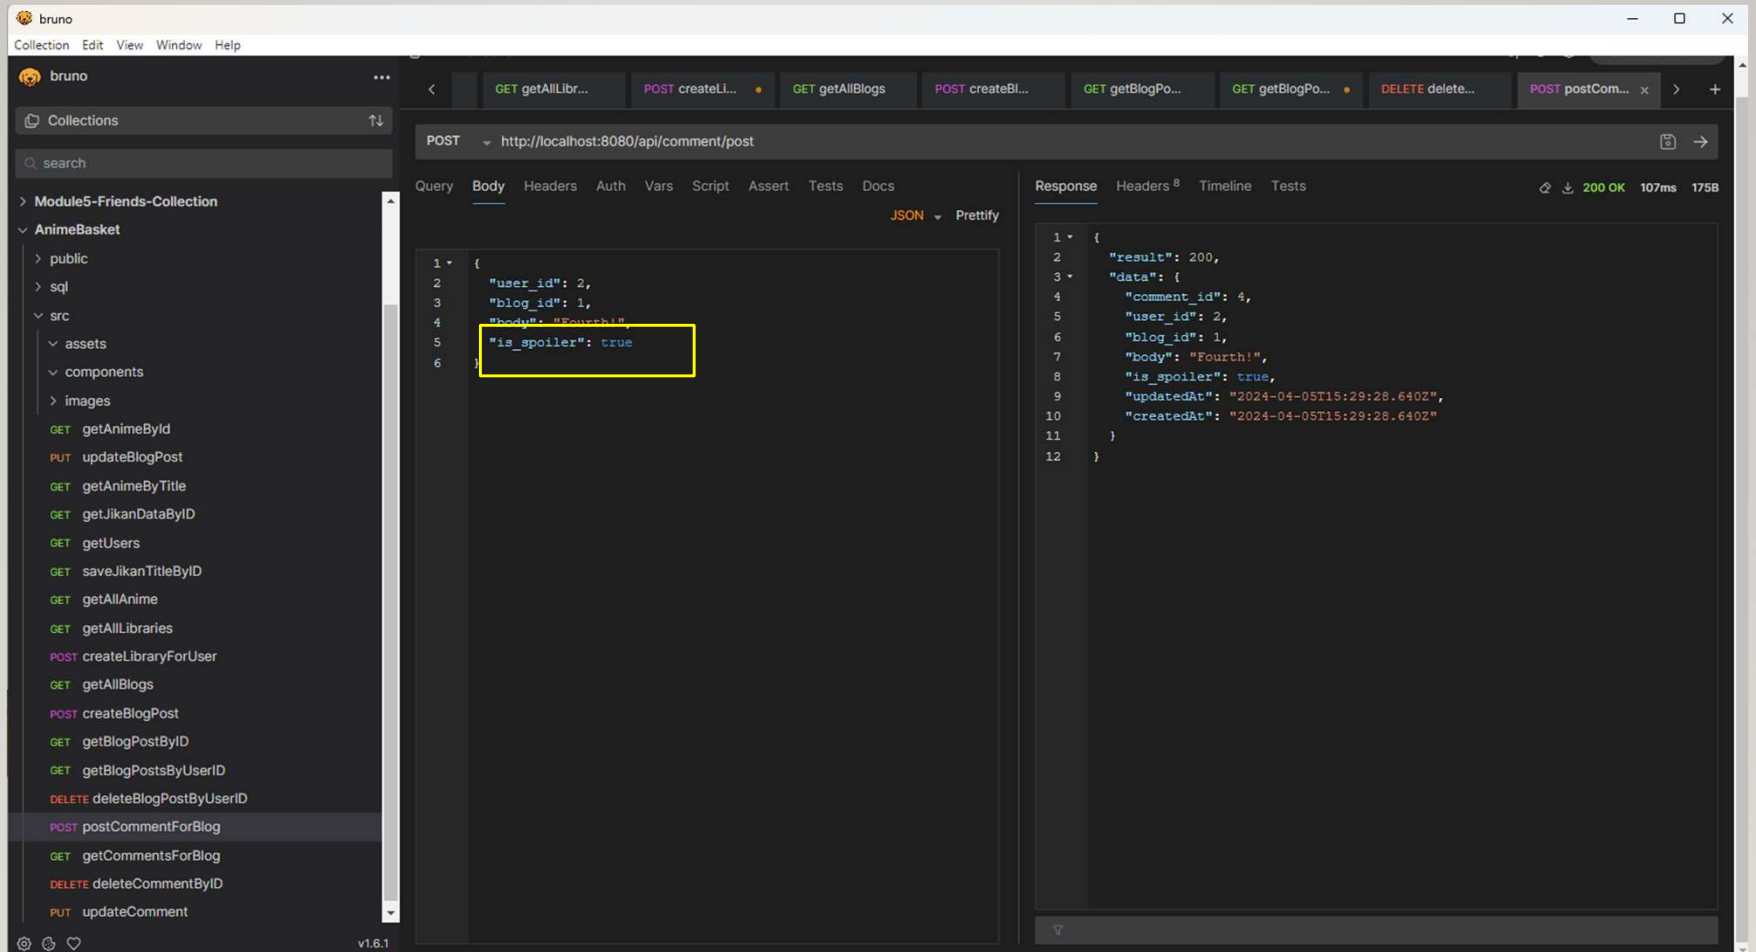 bruno
Collection Edit View Window Help
bruno
Collections
search
Module5-Friends-Collection
AnimeBasket
public
sql
src
assets
components
images
GET getAnimeById
PUT updateBlogPost
GET getAnimeByTitle
GET getJikanDataByID
GET getUsers
GET saveJikanTitleByID
GET getAllAnime
GET getAllLibraries
POST createLibraryForUser
GET getAllBlogs
POST createBlogPost
GET getBlogPostByID
GET getBlogPostsByUserID
DELETE deleteBlogPostByUserID
POST postCommentForBlog
GET getCommentsForBlog
DELETE deleteCommentByID
PUT updateComment
v1.6.1
GET getAllLibr... POST createLi... GET getAllBlogs POST createBl... GET getBlogPo... GET getBlogPo... DELETE delete... POST postCom... x
POST http://localhost:8080/api/comment/post
Query Body Headers Auth Vars Script Assert Tests Docs
JSON Prettify
1 {
2 "user_id": 2,
3 "blog_id": 1,
4 "body": "Fourth!",
5 "is_spoiler": true
6 }
Response Headers 8 Timeline Tests 200 OK 107ms 175B
1 {
2 "result": 200,
3 "data": {
4 "comment_id": 4,
5 "user_id": 2,
6 "blog_id": 1,
7 "body": "Fourth!",
8 "is_spoiler": true,
9 "updatedAt": "2024-04-05T15:29:28.640Z",
10 "createdAt": "2024-04-05T15:29:28.640Z"
11 }
12 }